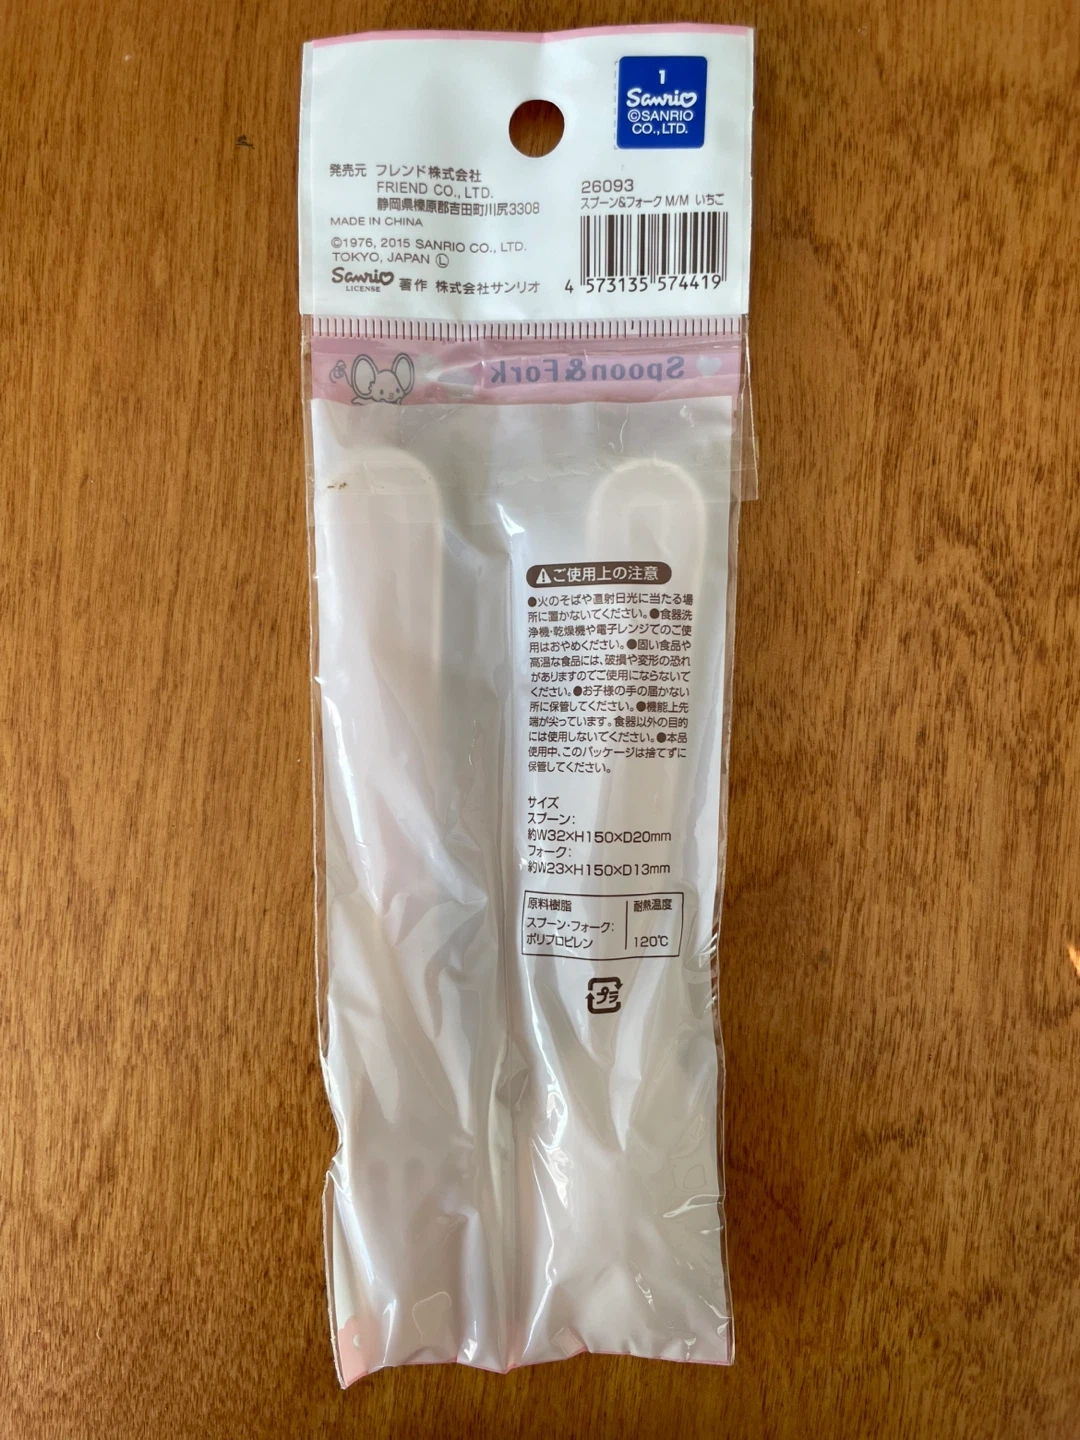 1
Sanrio
©SANRIO
CO., LTD.
発売元 フレンド株式会社
FRIEND CO., LTD.
静岡県榛原郡吉田町川尻3308
MADE IN CHINA
©1976, 2015 SANRIO CO., LTD.
TOKYO, JAPAN Ⓛ
Sanrio
LICENSE
著作 株式会社サンリオ
26093
スプーン&フォーク M/M いちご
4 573135 574419
Spoon&Fork
⚠ご使用上の注意
●火のそばや直射日光に当たる場
所に置かないでください。●食器洗
浄機・乾燥機や電子レンジでのご使
用はおやめください。●固い食品や
高温な食品には、破損や変形の恐れ
がありますのでご使用にならないで
ください。●お子様の手の届かない
所に保管してください。●機能上先
端が尖っています。食器以外の目的
には使用しないでください。●本品
使用中、このパッケージは捨てずに
保管してください。
サイズ
スプーン:
約W32×H150×D20mm
フォーク:
約W23×H150×D13mm
原料樹脂 耐熱温度
スプーン・フォーク:
ポリプロピレン 120℃
プラ